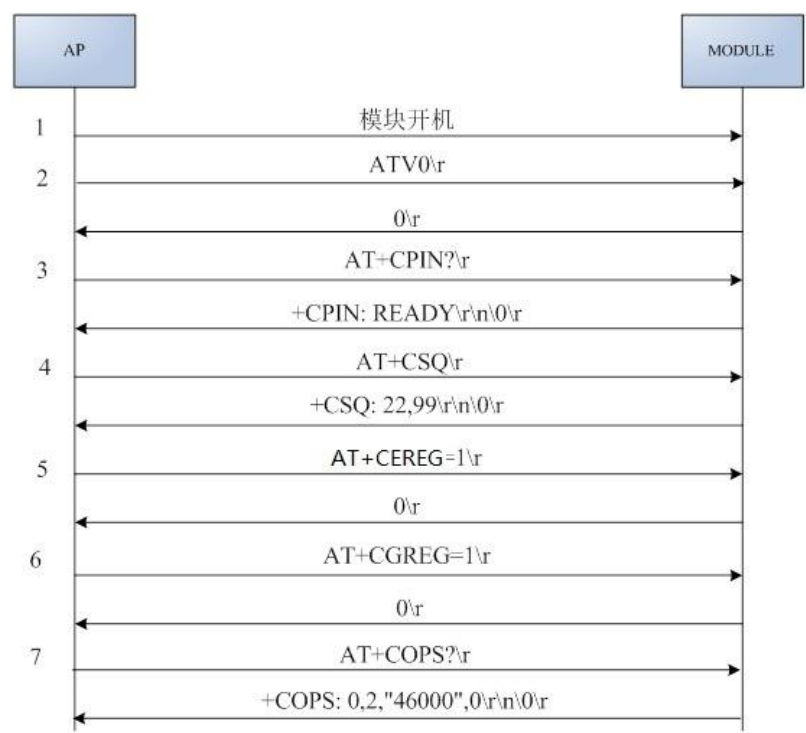 AP
MODULE
1
模块开机
2
ATV0\r
0\r
3
AT+CPIN?\r
+CPIN: READY\r\n\0\r
4
AT+CSQ\r
+CSQ: 22,99\r\n\0\r
5
AT+CEREG=1\r
0\r
6
AT+CGREG=1\r
0\r
7
AT+COPS?\r
+COPS: 0,2,"46000",0\r\n\0\r